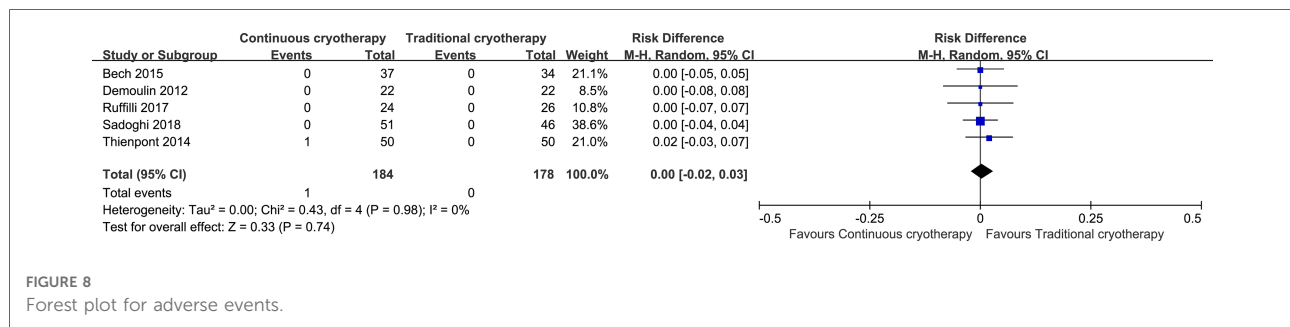 Continuous cryotherapy Traditional cryotherapy Risk Difference Risk Difference
Study or Subgroup Events Total Events Total Weight M-H, Random, 95% CI M-H, Random, 95% CI
Bech 2015 0 37 0 34 21.1% 0.00 [-0.05, 0.05]
Demoulin 2012 0 22 0 22 8.5% 0.00 [-0.08, 0.08]
Ruffilli 2017 0 24 0 26 10.8% 0.00 [-0.07, 0.07]
Sadoghi 2018 0 51 0 46 38.6% 0.00 [-0.04, 0.04]
Thienpont 2014 1 50 0 50 21.0% 0.02 [-0.03, 0.07]
Total (95% CI) 184 178 100.0% 0.00 [-0.02, 0.03]
Total events 1 0
Heterogeneity: Tau² = 0.00; Chi² = 0.43, df = 4 (P = 0.98); I² = 0%
Test for overall effect: Z = 0.33 (P = 0.74)
-0.5 -0.25 0 0.25 0.5
Favours Continuous cryotherapy Favours Traditional cryotherapy
FIGURE 8
Forest plot for adverse events.